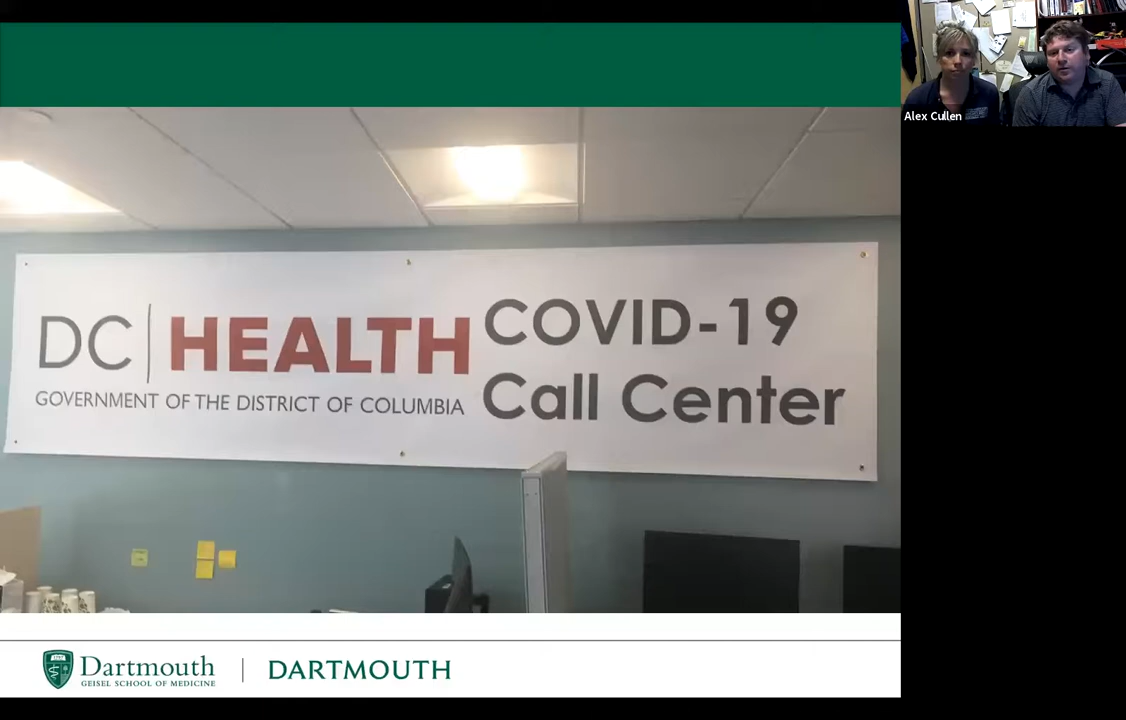 Alex Cullen
DC HEALTH
GOVERNMENT OF THE DISTRICT OF COLUMBIA
COVID-19
Call Center
Dartmouth
GEISEL SCHOOL OF MEDICINE
DARTMOUTH